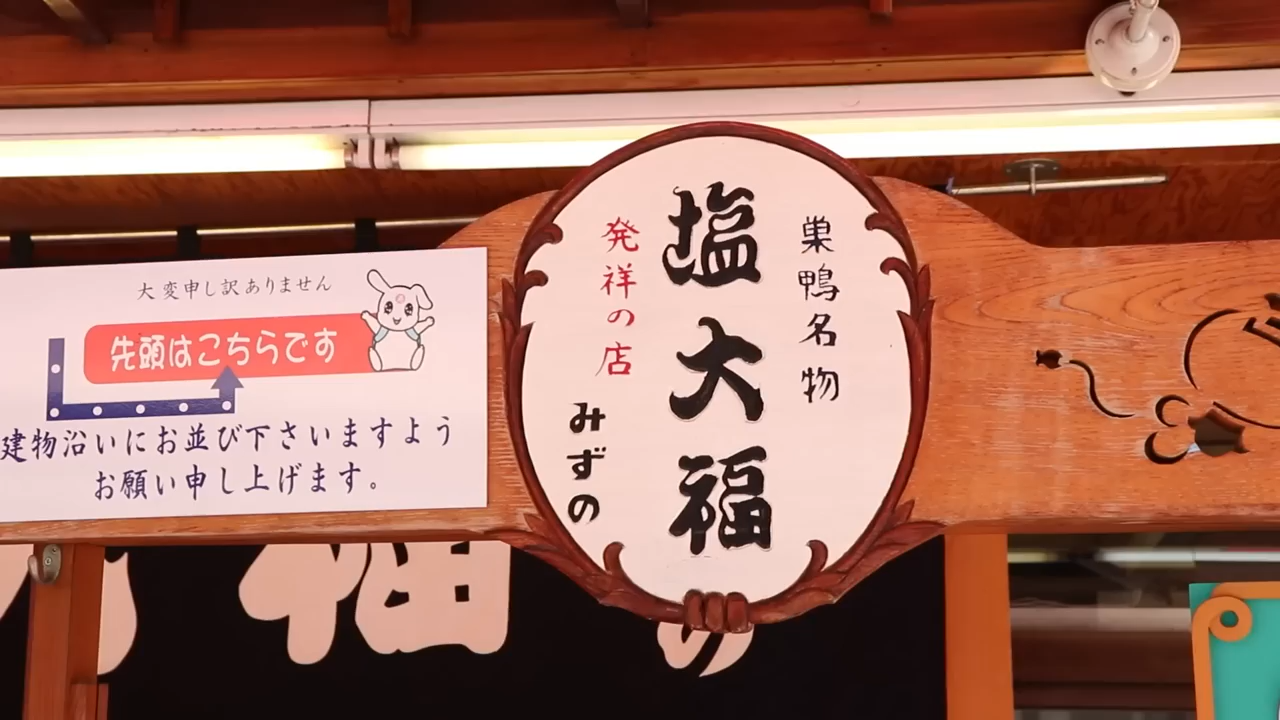 大変申し訳ありません
先頭はこちらです
建物沿いにお並び下さいますよう
お願い申し上げます。
巣鴨名物
塩大福
発祥の店
みずの
福
の